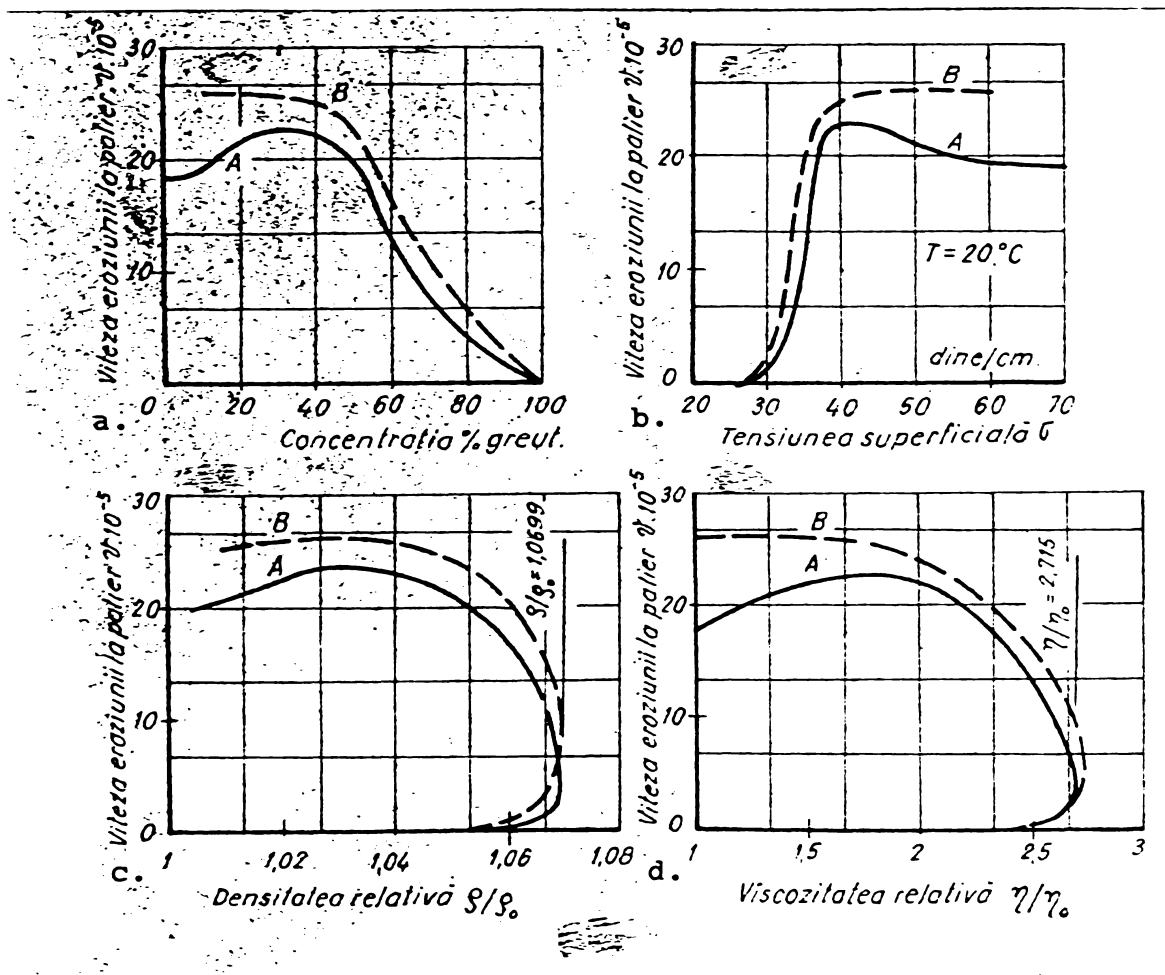 Viteza eroziunii la palier v·10⁻⁵
30
20
10
0
A
B
0 20 40 60 80 100
a.
Concentrația % greut.
Viteza eroziunii la palier v·10⁻⁵
30
20
10
0
B
A
T = 20°C
dine/cm.
20 30 40 50 60 70
b.
Tensiunea superficială σ
Viteza eroziunii la palier v·10⁻⁵
30
20
10
0
B
A
ρ/ρ₀ = 1,0699
1 1,02 1,04 1,06 1,08
c.
Densitatea relativă ρ/ρ₀
Viteza eroziunii la palier v·10⁻⁵
30
20
10
0
B
A
η/η₀ = 2,715
1 1,5 2 2,5 3
d.
Viscozitatea relativă η/η₀